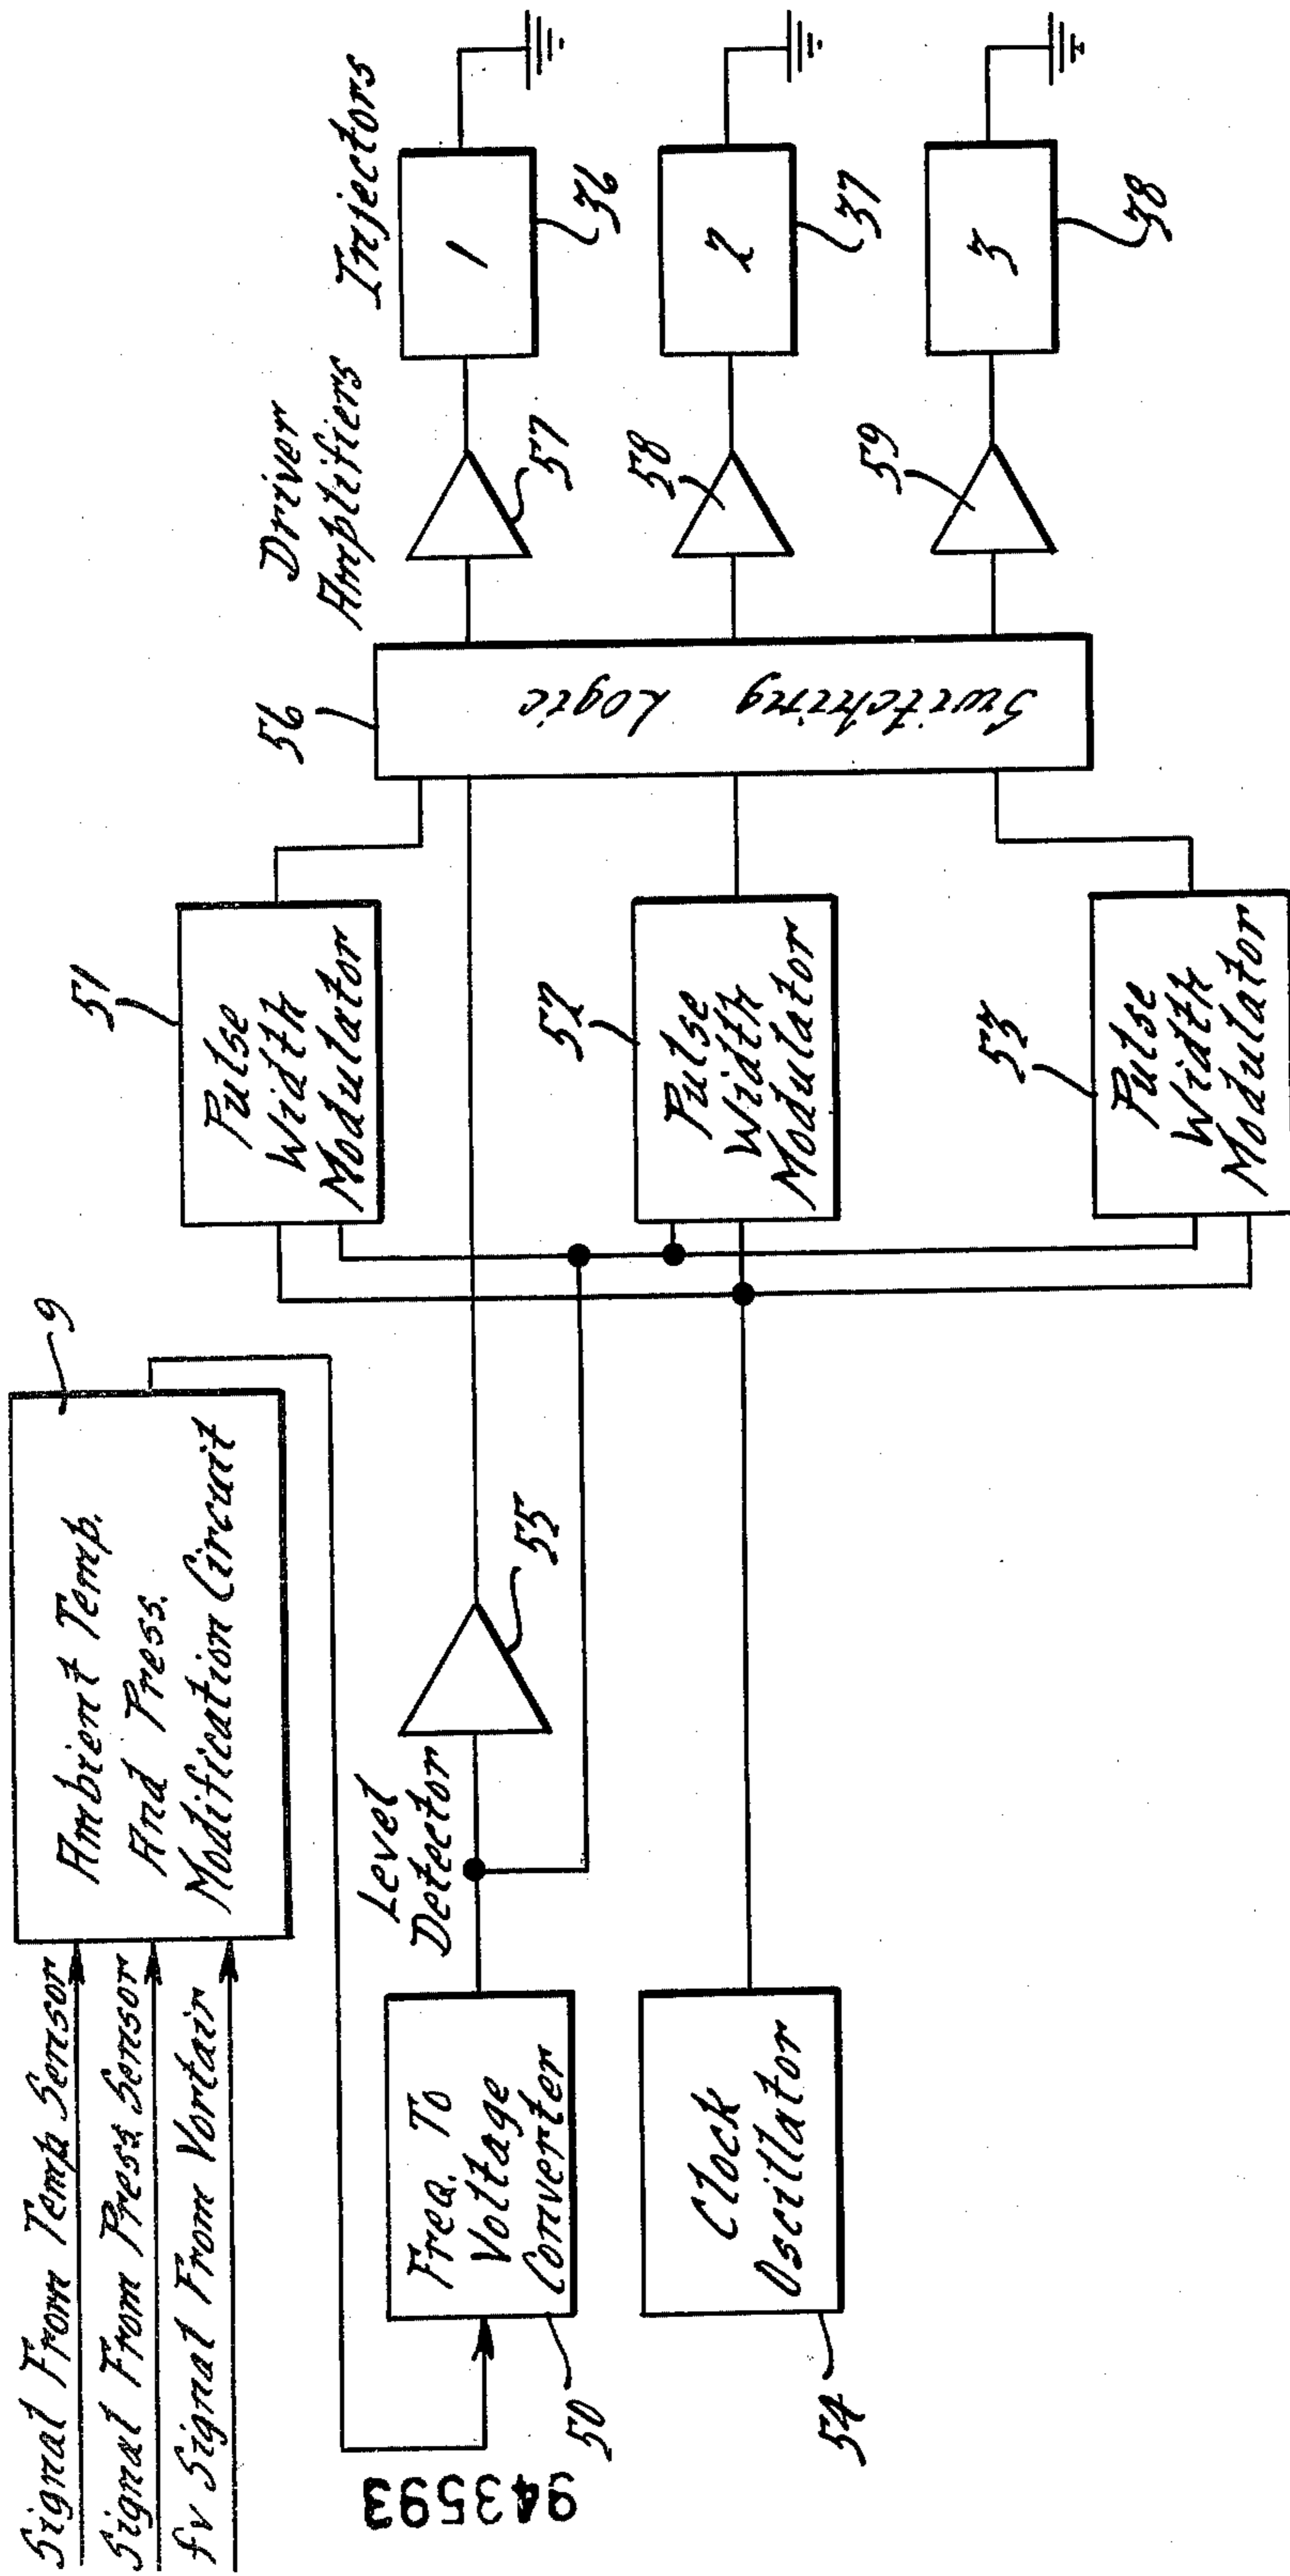 Signal From Temp Sensor
Signal From Press. Sensor
fv Signal From Vortair
Ambient Temp.
And Press.
Modification Circuit
9
Freq. To
Voltage
Converter
50
Level
Detector
55
Clock
Oscillator
54
51
Pulse
Width
Modulator
52
Pulse
Width
Modulator
53
Pulse
Width
Modulator
56
Switching Logic
Driver
Amplifiers
57
58
59
Injectors
1
36
2
37
3
38
943593